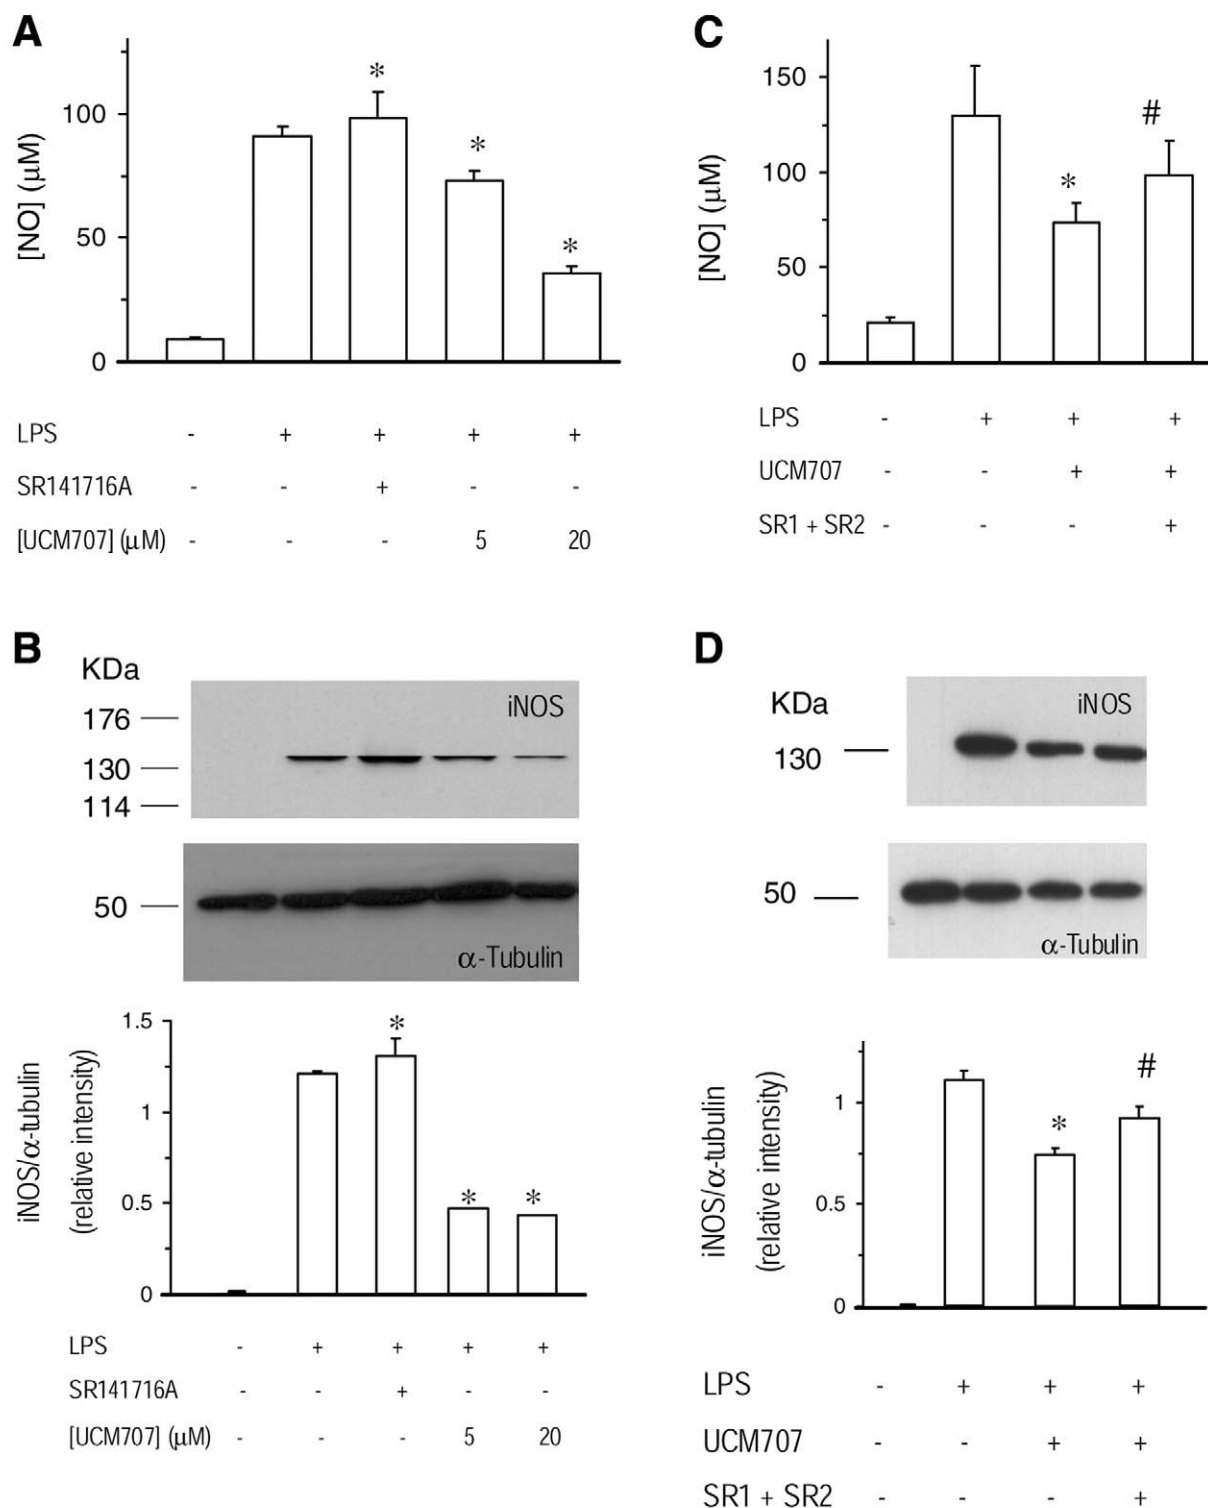 A
[NO] (μM)
100
50
0
*
*
*
LPS - + + + +
SR141716A - - + - -
[UCM707] (μM) - - - 5 20
C
[NO] (μM)
150
100
50
0
*
#
LPS - + + +
UCM707 - - + +
SR1 + SR2 - - - +
B
KDa
176
130
114
iNOS
50
α-Tubulin
iNOS/α-tubulin
(relative intensity)
1.5
1
0.5
0
*
*
*
LPS - + + + +
SR141716A - - + - -
[UCM707] (μM) - - - 5 20
D
KDa
130
iNOS
50
α-Tubulin
iNOS/α-tubulin
(relative intensity)
1
0.5
0
*
#
LPS - + + +
UCM707 - - + +
SR1 + SR2 - - - +